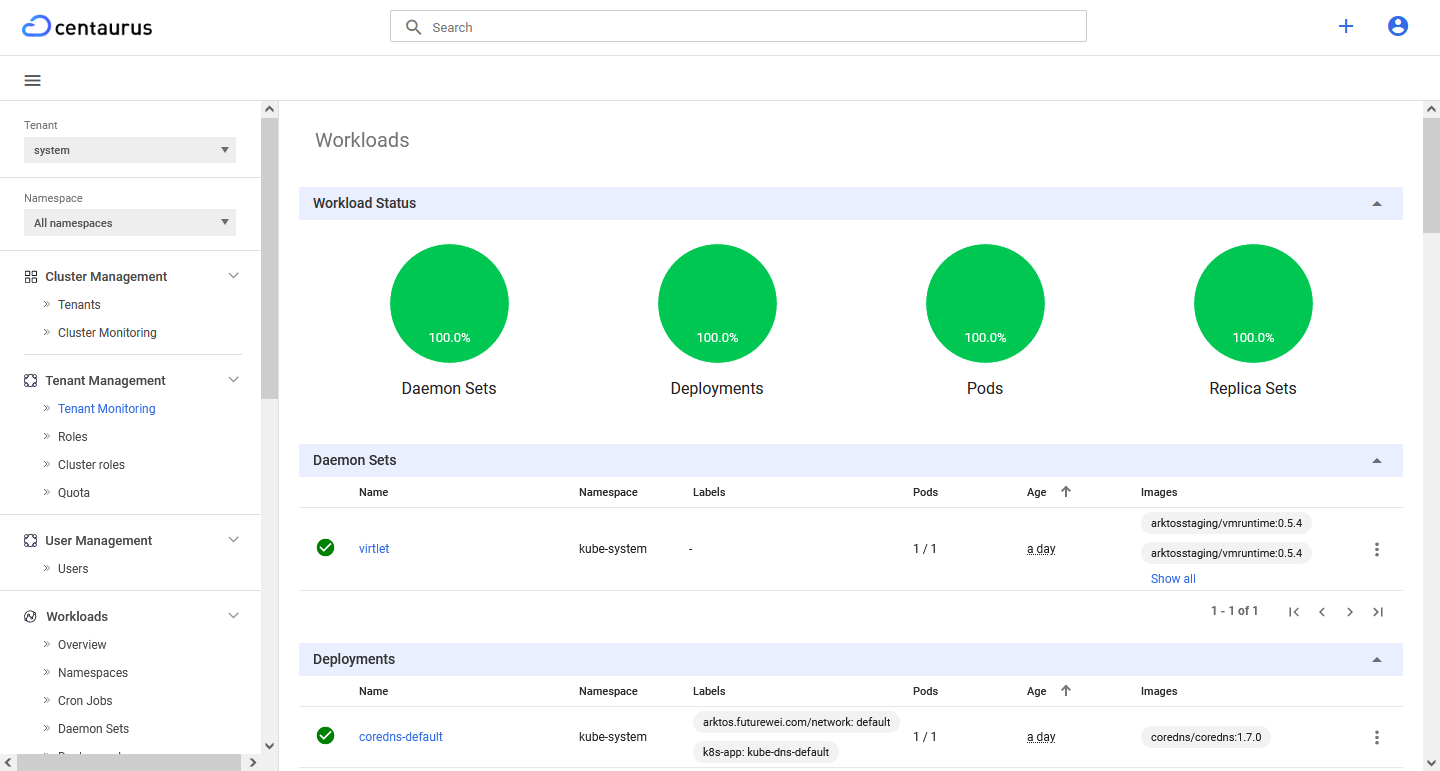 centaurus
Search
Tenant
system
Namespace
All namespaces
Cluster Management
Tenants
Cluster Monitoring
Tenant Management
Tenant Monitoring
Roles
Cluster roles
Quota
User Management
Users
Workloads
Overview
Namespaces
Cron Jobs
Daemon Sets
Workloads
Workload Status
100.0% 100.0% 100.0% 100.0%
Daemon Sets Deployments Pods Replica Sets
Daemon Sets
Name Namespace Labels Pods Age Images
virtlet kube-system - 1 / 1 a day arktosstaging/vmruntime:0.5.4
arktosstaging/vmruntime:0.5.4
Show all
1 - 1 of 1
Deployments
Name Namespace Labels Pods Age Images
coredns-default kube-system arktos.futurewei.com/network: default 1 / 1 a day coredns/coredns:1.7.0
k8s-app: kube-dns-default